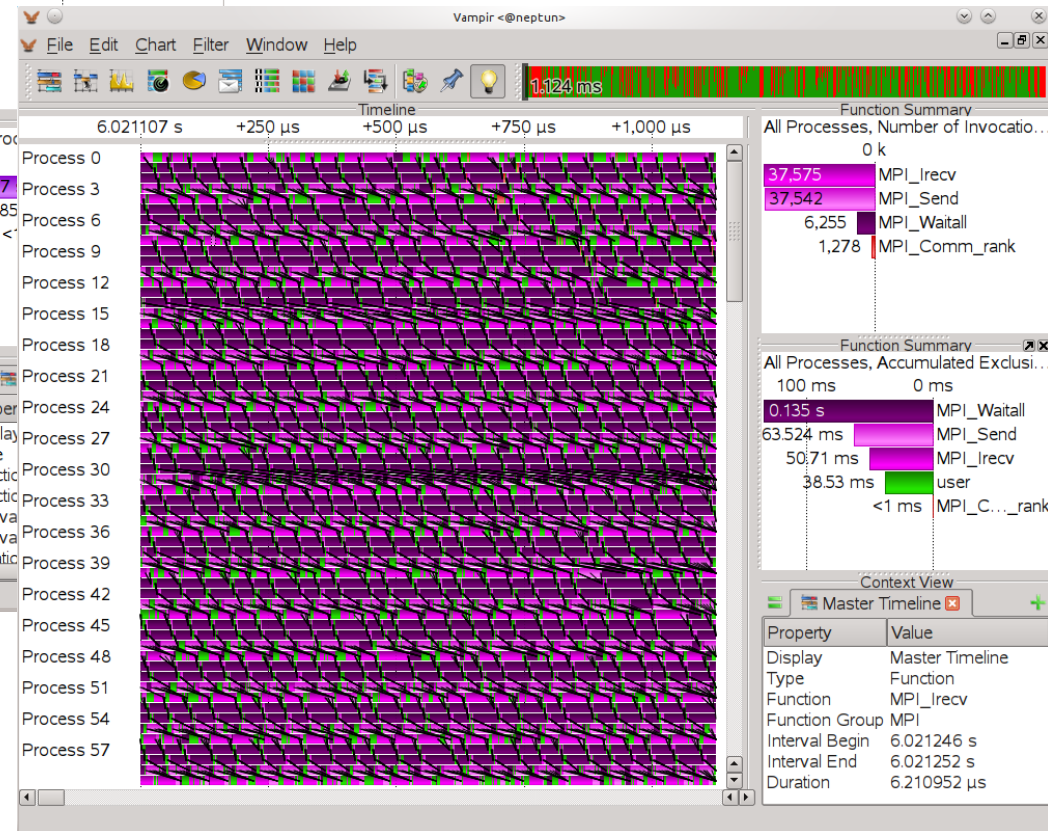 Vampir <@neptun>
File Edit Chart Filter Window Help
1.124 ms
Timeline
6.021107 s +250 µs +500 µs +750 µs +1,000 µs
Process 0
Process 3
Process 6
Process 9
Process 12
Process 15
Process 18
Process 21
Process 24
Process 27
Process 30
Process 33
Process 36
Process 39
Process 42
Process 45
Process 48
Process 51
Process 54
Process 57
Function Summary
All Processes, Number of Invocatio...
0 k
37,575 MPI_Irecv
37,542 MPI_Send
6,255 MPI_Waitall
1,278 MPI_Comm_rank
Function Summary
All Processes, Accumulated Exclusi...
100 ms 0 ms
0.135 s MPI_Waitall
63.524 ms MPI_Send
50.71 ms MPI_Irecv
38.53 ms user
<1 ms MPI_C..._rank
Context View
Master Timeline
Property Value
Display Master Timeline
Type Function
Function MPI_Irecv
Function Group MPI
Interval Begin 6.021246 s
Interval End 6.021252 s
Duration 6.210952 µs